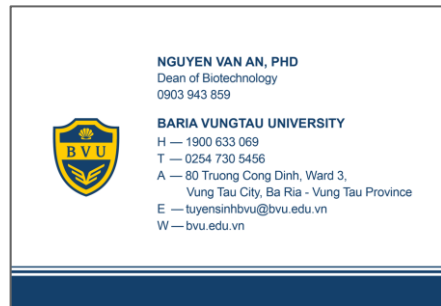 NGUYEN VAN AN, PHD
Dean of Biotechnology
0903 943 859
BVU
BARIA VUNGTAU UNIVERSITY
H — 1900 633 069
T — 0254 730 5456
A — 80 Truong Cong Dinh, Ward 3,
Vung Tau City, Ba Ria - Vung Tau Province
E — tuyensinhbvu@bvu.edu.vn
W — bvu.edu.vn